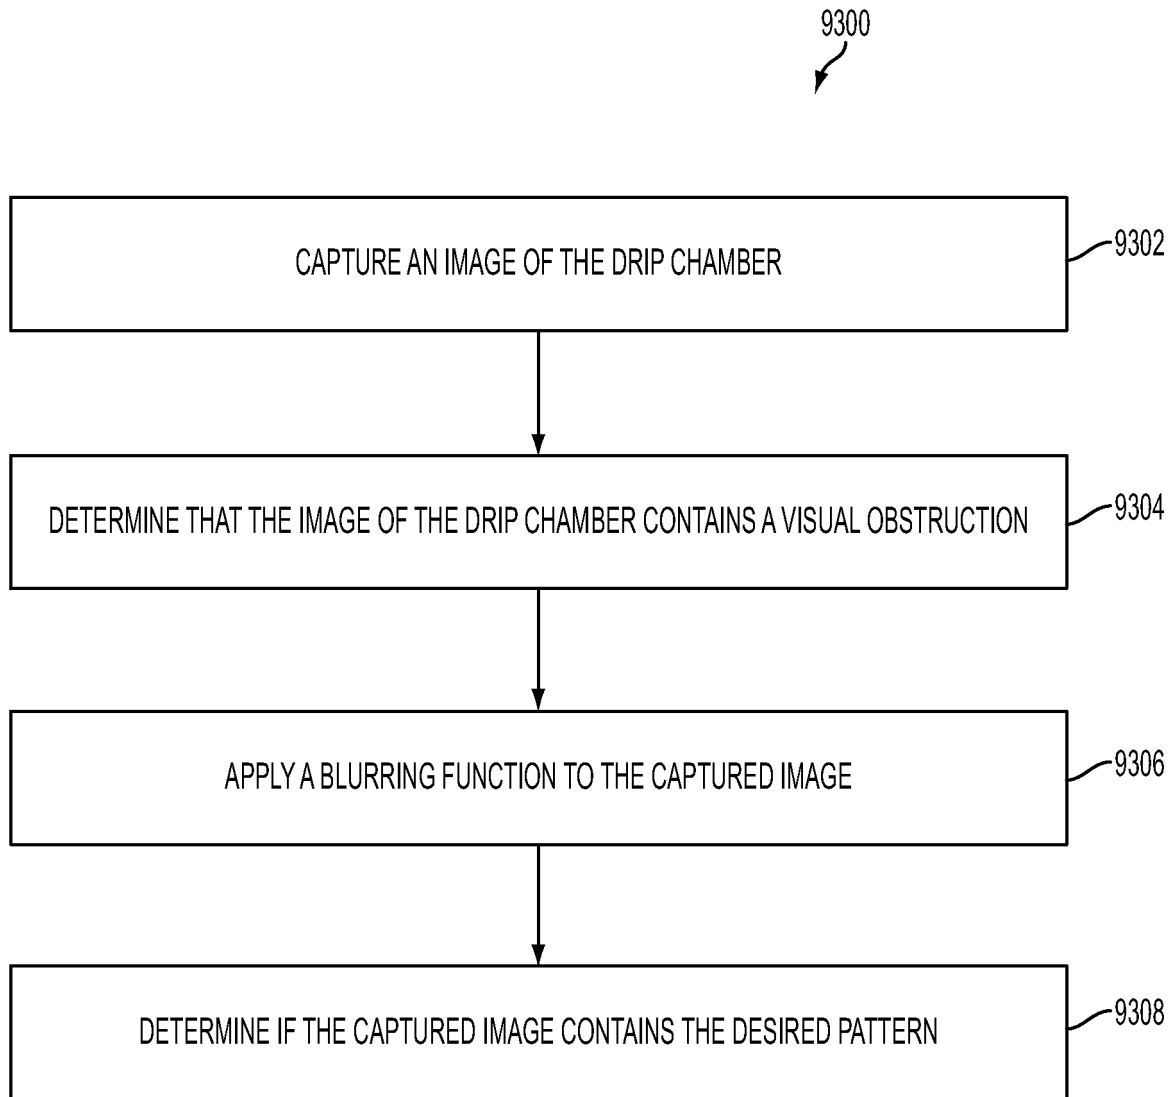 9300
CAPTURE AN IMAGE OF THE DRIP CHAMBER
9302
DETERMINE THAT THE IMAGE OF THE DRIP CHAMBER CONTAINS A VISUAL OBSTRUCTION
9304
APPLY A BLURRING FUNCTION TO THE CAPTURED IMAGE
9306
DETERMINE IF THE CAPTURED IMAGE CONTAINS THE DESIRED PATTERN
9308